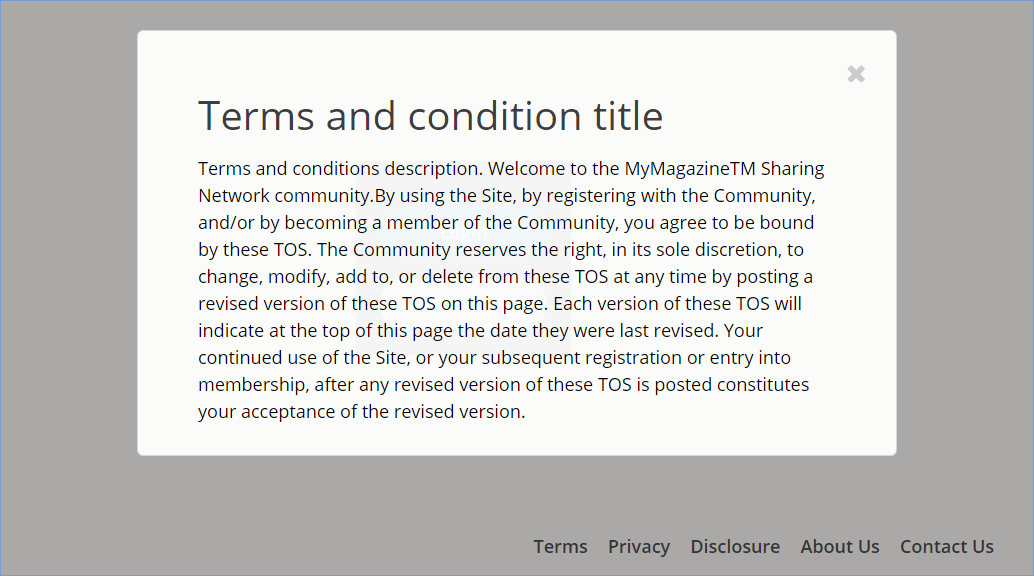 Terms and condition title
Terms and conditions description. Welcome to the MyMagazineTM Sharing
Network community.By using the Site, by registering with the Community,
and/or by becoming a member of the Community, you agree to be bound
by these TOS. The Community reserves the right, in its sole discretion, to
change, modify, add to, or delete from these TOS at any time by posting a
revised version of these TOS on this page. Each version of these TOS will
indicate at the top of this page the date they were last revised. Your
continued use of the Site, or your subsequent registration or entry into
membership, after any revised version of these TOS is posted constitutes
your acceptance of the revised version.
Terms Privacy Disclosure About Us Contact Us